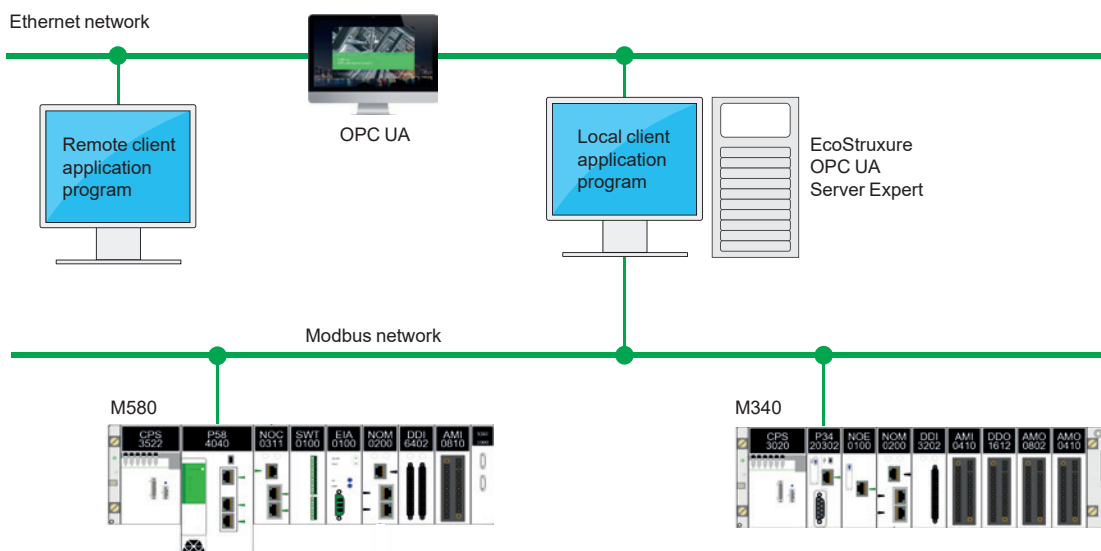 Ethernet network
Remote client
application
program
OPC UA
Local client
application
program
EcoStruxure
OPC UA
Server Expert
Modbus network
M580
CPS
3522
P58
4040
NOC
0311
SWT
0100
EIA
0100
NOM
0200
DDI
6402
AMI
0810
M340
CPS
3020
P34
20302
NOE
0100
NOM
0200
DDI
3202
AMI
0410
DDO
1612
AMO
0802
AMO
0410